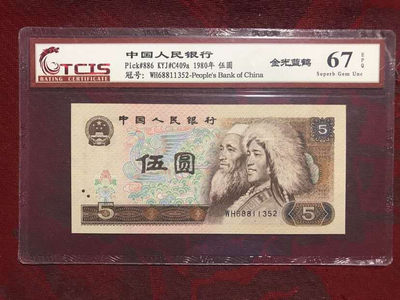 TCIS
RATING CERTIFICATE
中国人民银行
Pick#886 KYJ#C409a 1980年 伍圆
冠号: WH68811352-People's Bank of China
金光蓝鹤
67 EPQ
Superb Gem Unc
中国人民银行
5
伍圆
5
WH68811352
5